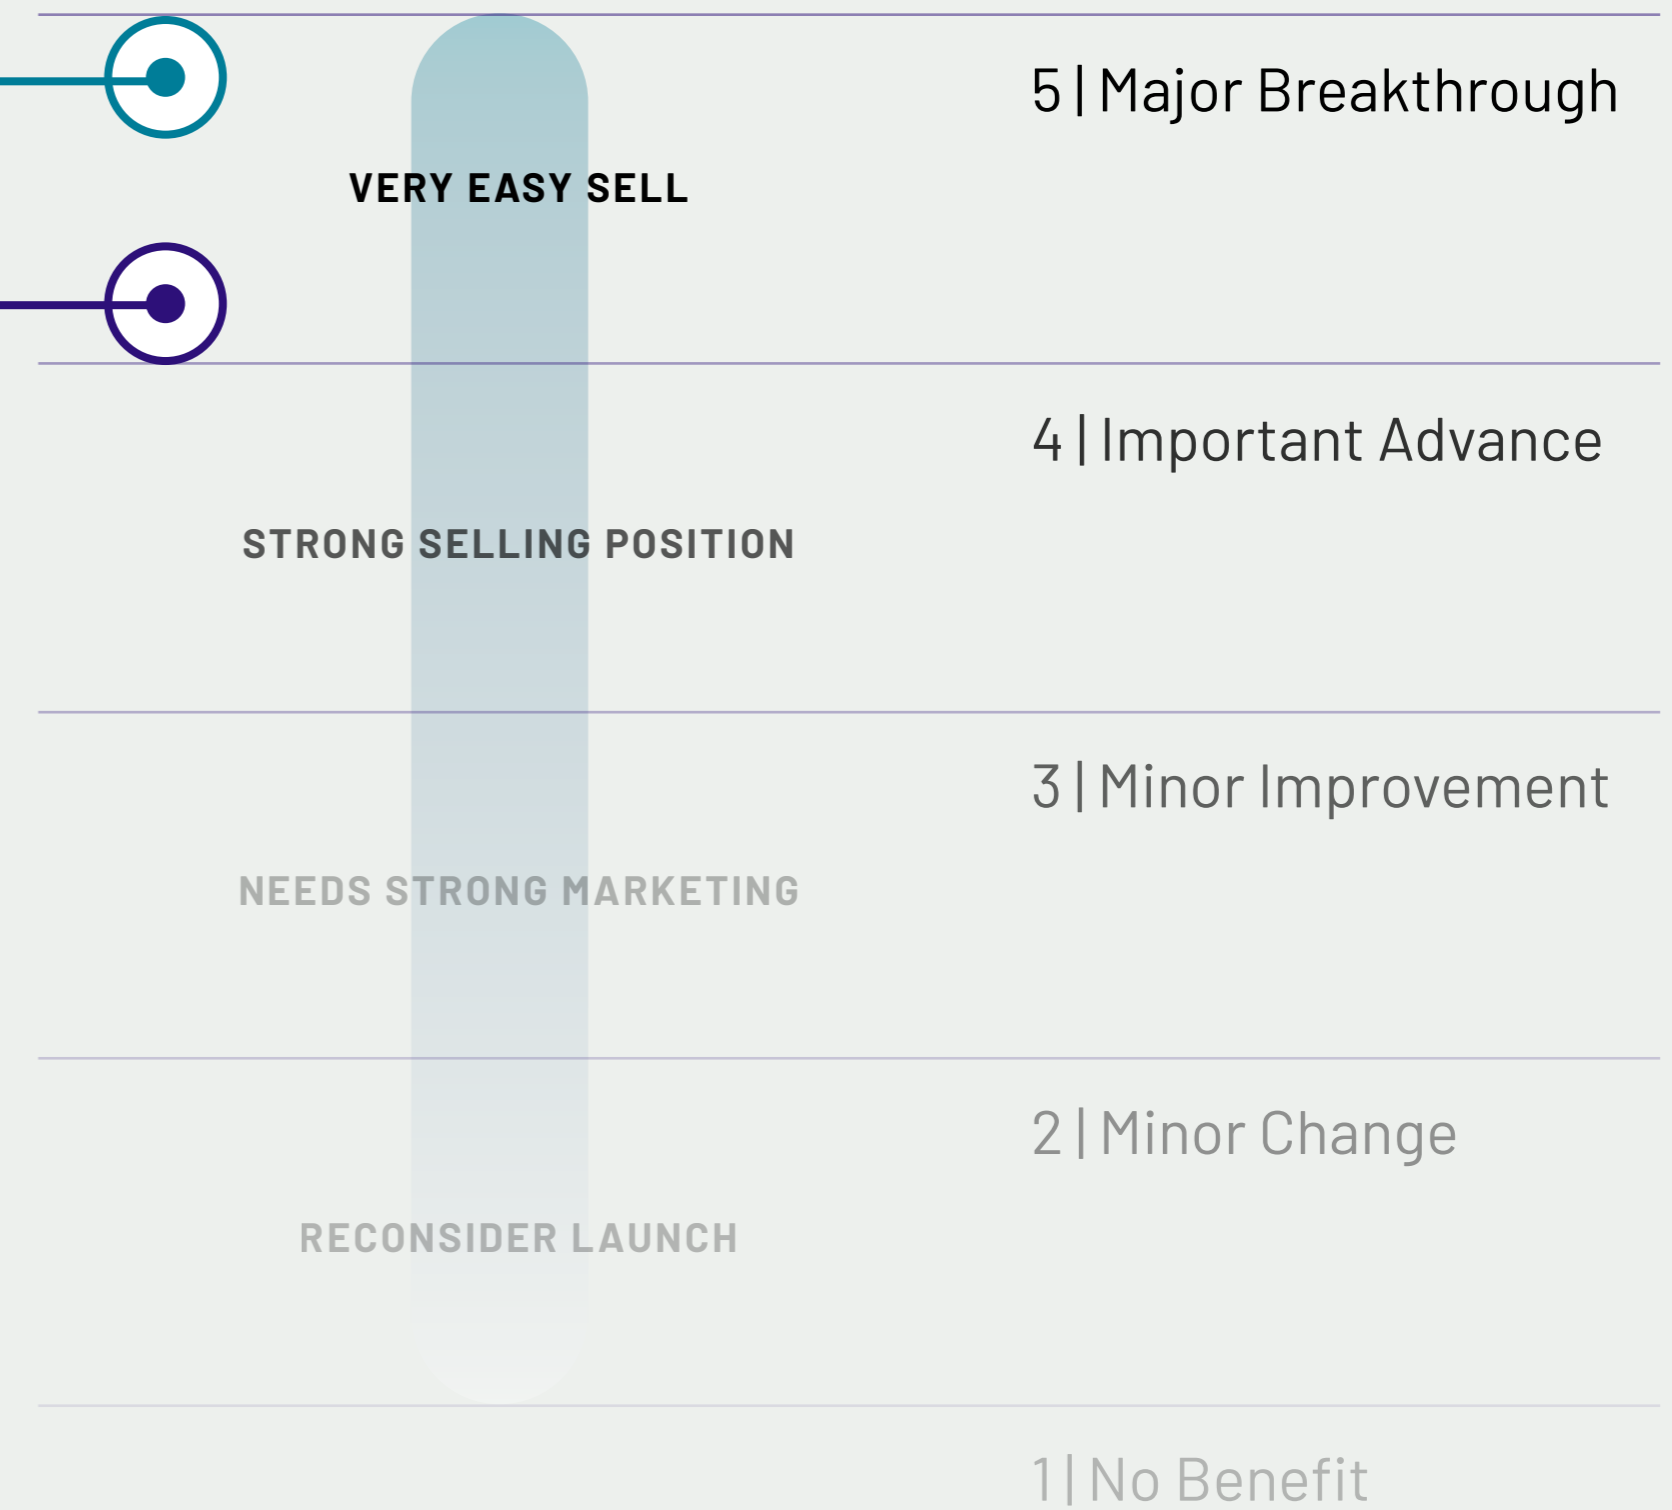 5 | Major Breakthrough
VERY EASY SELL
4 | Important Advance
STRONG SELLING POSITION
3 | Minor Improvement
NEEDS STRONG MARKETING
2 | Minor Change
RECONSIDER LAUNCH
1 | No Benefit